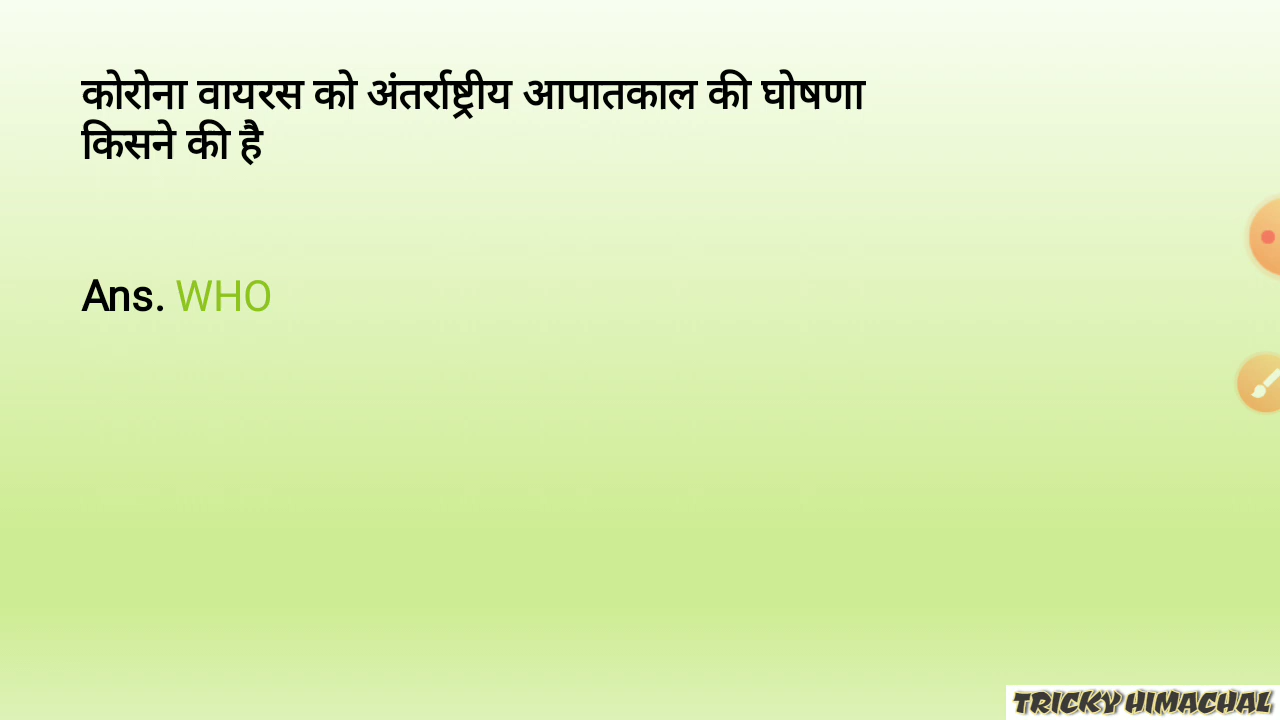 कोरोना वायरस को अंतर्राष्ट्रीय आपातकाल की घोषणा
किसने की है
Ans. WHO
TRICKY HIMACHAL